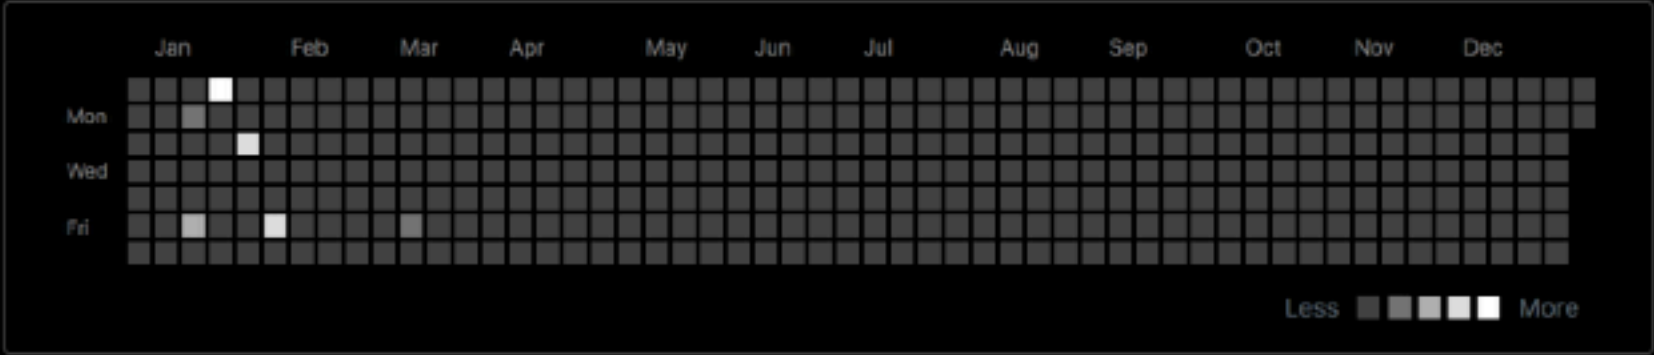 Jan Feb Mar Apr May Jun Jul Aug Sep Oct Nov Dec
Mon
Wed
Fri
Less More